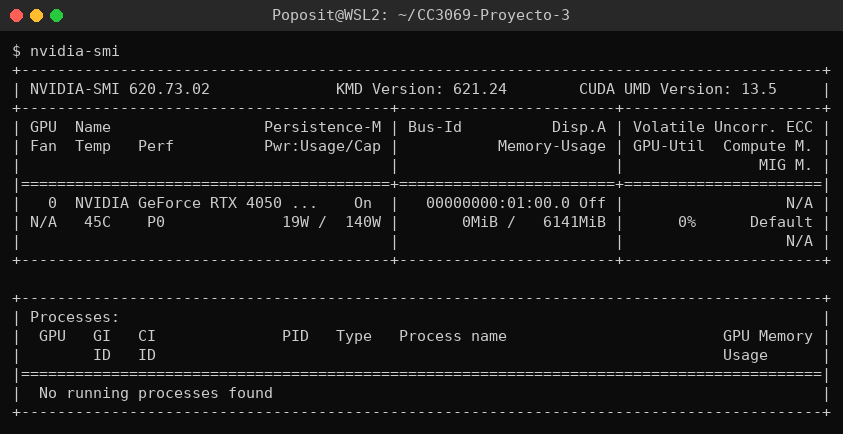 Poposit@WSL2: ~/CC3069-Proyecto-3
$ nvidia-smi
+-----------------------------------------------------------------------------------------+
| NVIDIA-SMI 620.73.02              KMD Version: 621.24        CUDA UMD Version: 13.5     |
+-----------------------------------------+------------------------+----------------------+
| GPU  Name                 Persistence-M | Bus-Id          Disp.A | Volatile Uncorr. ECC |
| Fan  Temp   Perf          Pwr:Usage/Cap |           Memory-Usage | GPU-Util  Compute M. |
|                                         |                        |               MIG M. |
|=========================================+========================+======================|
|   0  NVIDIA GeForce RTX 4050 ...    On  |   00000000:01:00.0 Off |                  N/A |
| N/A   45C    P0             19W /  140W |       0MiB /   6141MiB |      0%      Default |
|                                         |                        |                  N/A |
+-----------------------------------------+------------------------+----------------------+

+-----------------------------------------------------------------------------------------+
| Processes:                                                                              |
|  GPU   GI   CI              PID   Type   Process name                        GPU Memory |
|        ID   ID                                                               Usage      |
|=========================================================================================|
|  No running processes found                                                             |
+-----------------------------------------------------------------------------------------+